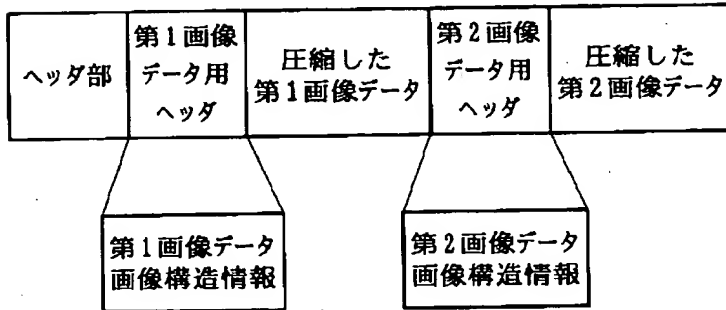 ヘッダ部
第1画像
データ用
ヘッダ
圧縮した
第1画像データ
第2画像
データ用
ヘッダ
圧縮した
第2画像データ
第1画像データ
画像構造情報
第2画像データ
画像構造情報